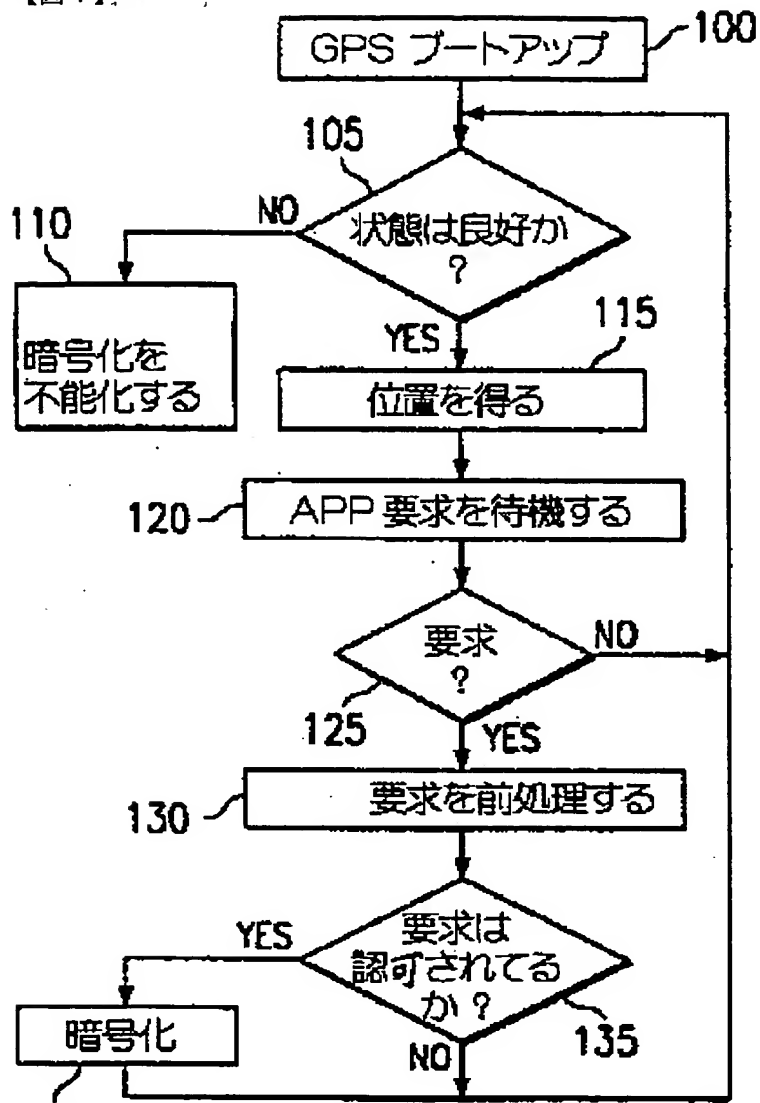 GPS ブートアップ
100
105
状態は良好か
?
NO
110
暗号化を
不能化する
YES
115
位置を得る
120
APP 要求を待機する
要求
?
NO
125
YES
130
要求を前処理する
要求は
認可されてる
か?
YES
135
暗号化
NO